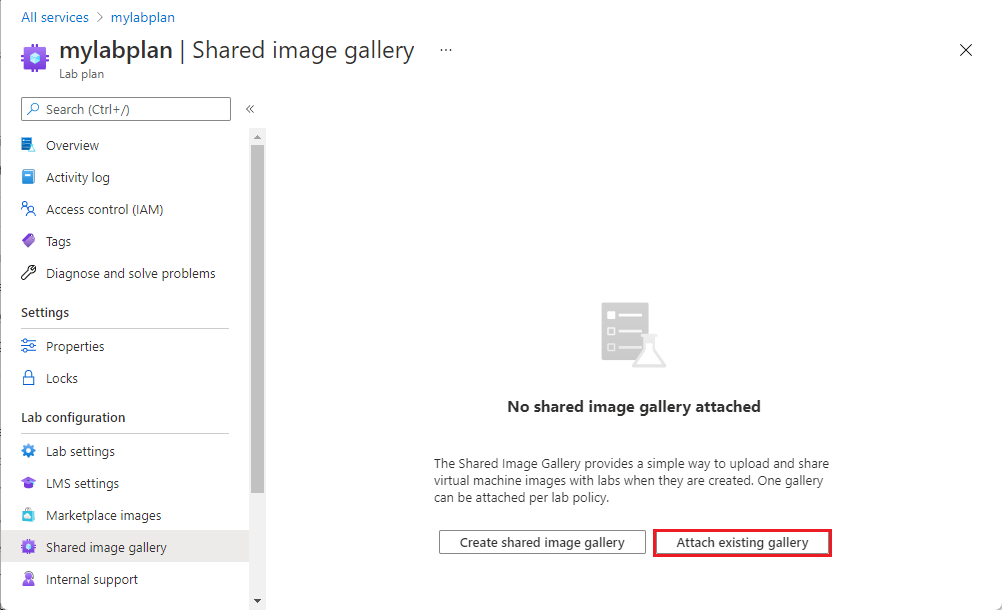 All services > mylabplan
mylabplan | Shared image gallery ...
Lab plan
Search (Ctrl+/)
«
Overview
Activity log
Access control (IAM)
Tags
Diagnose and solve problems
Settings
Properties
Locks
Lab configuration
Lab settings
LMS settings
Marketplace images
Shared image gallery
Internal support
No shared image gallery attached
The Shared Image Gallery provides a simple way to upload and share
virtual machine images with labs when they are created. One gallery
can be attached per lab policy.
Create shared image gallery
Attach existing gallery